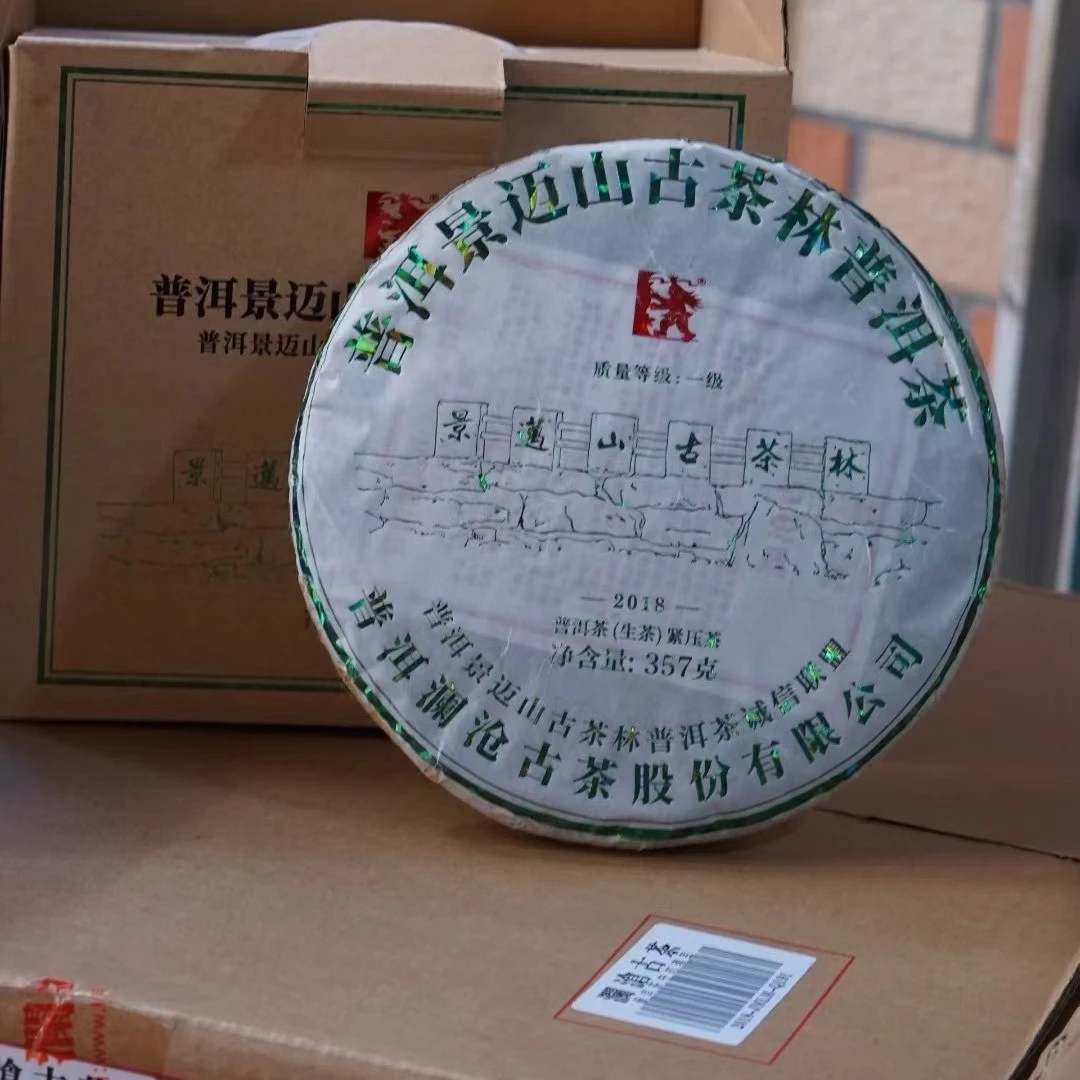 普洱景迈山古茶林普洱茶
质量等级:一级
景邁山古茶林
— 2018 —
普洱茶(生茶)紧压茶
净含量: 357克
普洱景迈山古茶林普洱茶诚信联盟
普洱澜沧古茶股份有限公司
普洱景迈山
普洱景迈山
景邁
瀾滄古茶